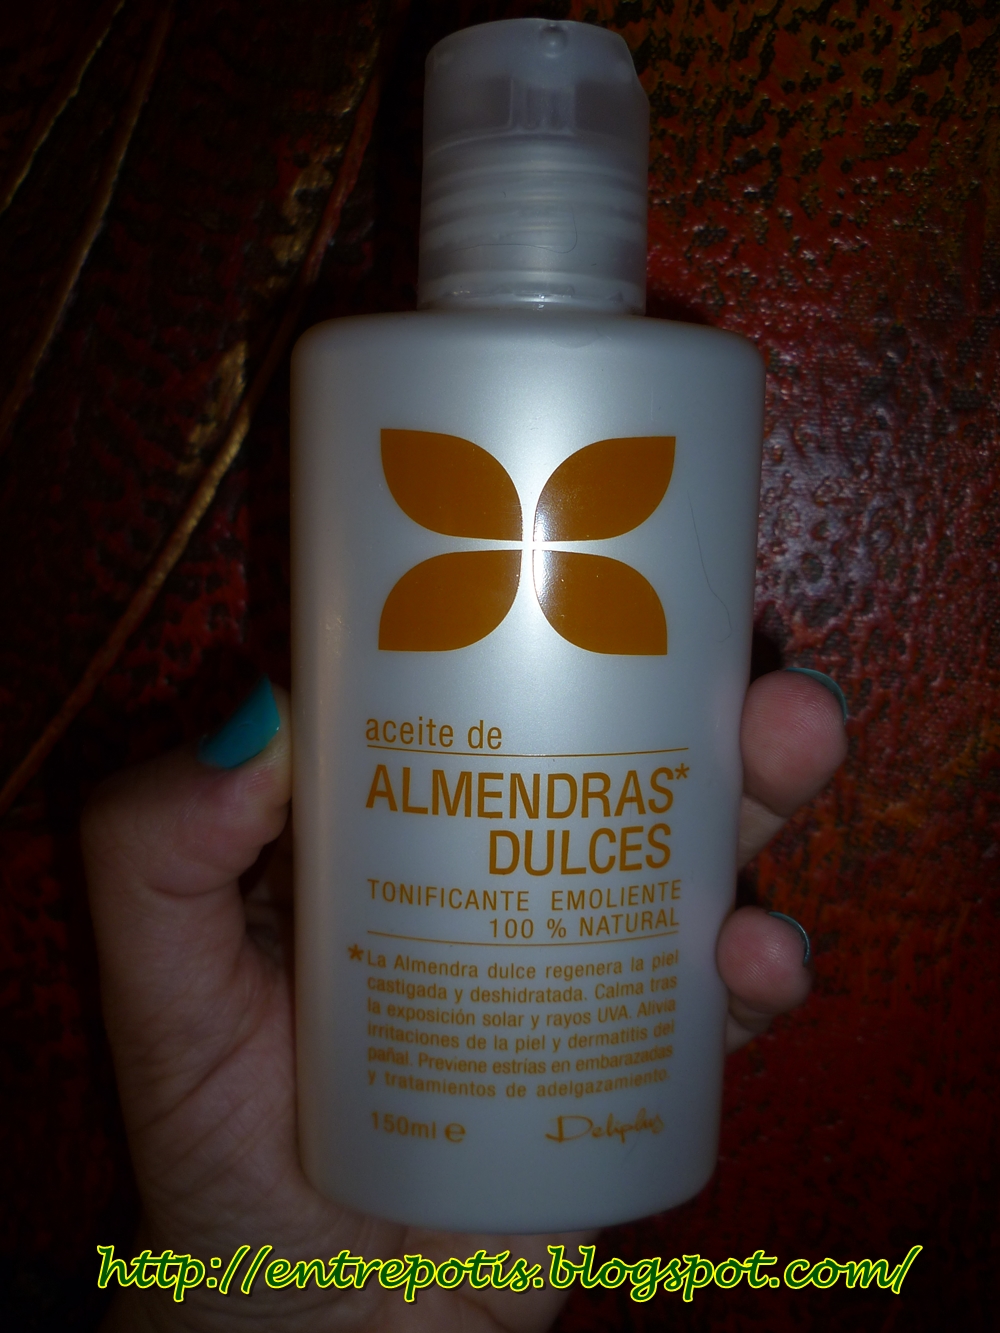 aceite de
ALMENDRAS*
DULCES
TONIFICANTE EMOLIENTE
100 % NATURAL
*La Almendra dulce regenera la piel
castigada y deshidratada. Calma tras
la exposición solar y rayos UVA. Alivia
irritaciones de la piel y dermatitis del
pañal. Previene estrías en embarazadas
y tratamientos de adelgazamiento.
150ml e Deliplus
http://entrepotis.blogspot.com/